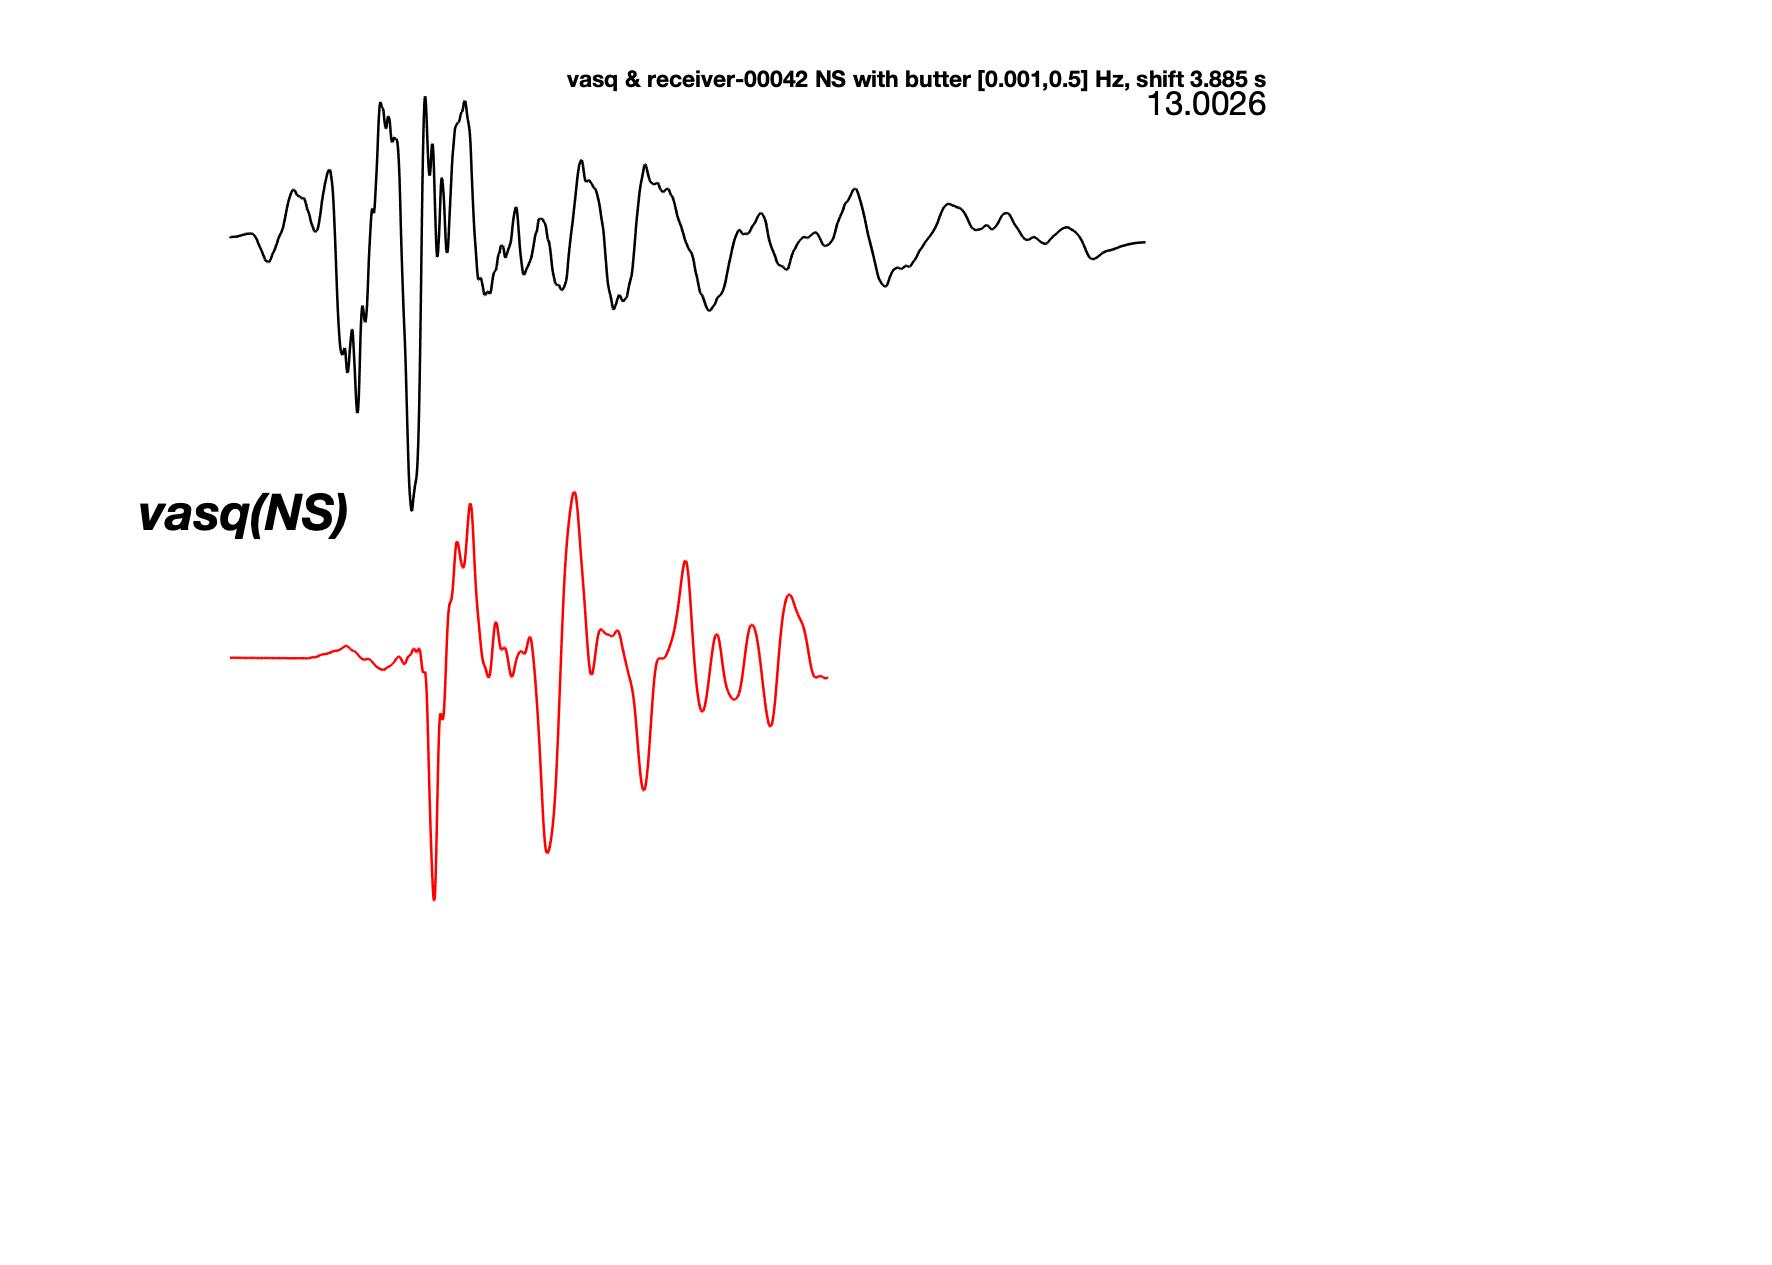 vasq & receiver-00042 NS with butter [0.001,0.5] Hz, shift 3.885 s
13.0026
vasq(NS)